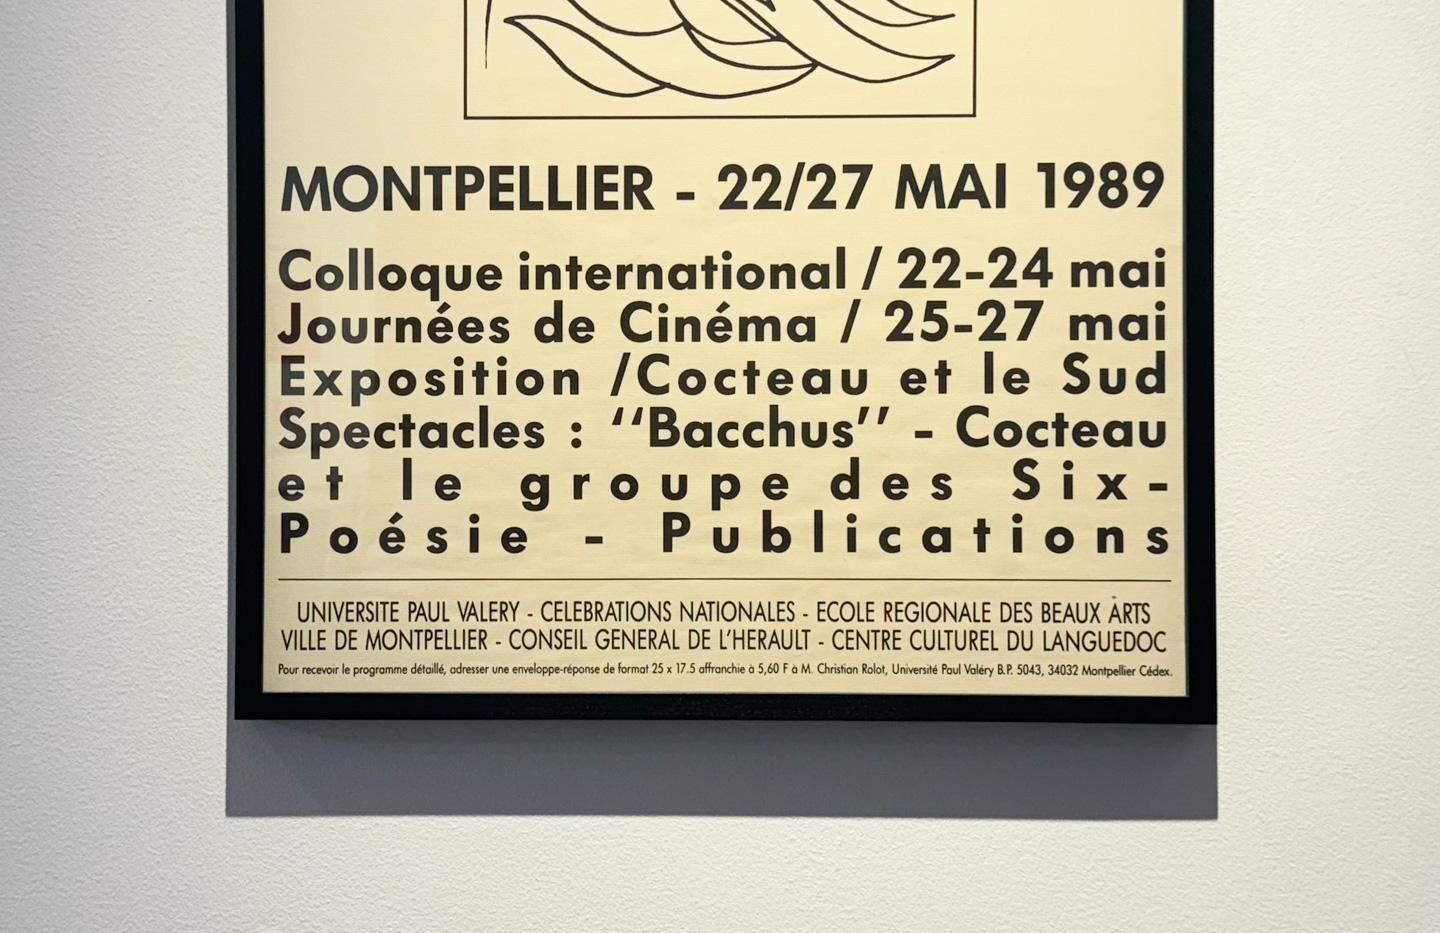 MONTPELLIER - 22/27 MAI 1989
Colloque international / 22-24 mai
Journées de Cinéma / 25-27 mai
Exposition /Cocteau et le Sud
Spectacles : ‘‘Bacchus’’ - Cocteau
et le groupe des Six-
Poésie - Publications
UNIVERSITE PAUL VALERY - CELEBRATIONS NATIONALES - ECOLE REGIONALE DES BEAUX ARTS
VILLE DE MONTPELLIER - CONSEIL GENERAL DE L'HERAULT - CENTRE CULTUREL DU LANGUEDOC
Pour recevoir le programme détaillé, adresser une enveloppe-réponse de format 25 x 17.5 affranchie à 5,60 F à M. Christian Rolot, Université Paul Valéry B.P. 5043, 34032 Montpellier Cédex.